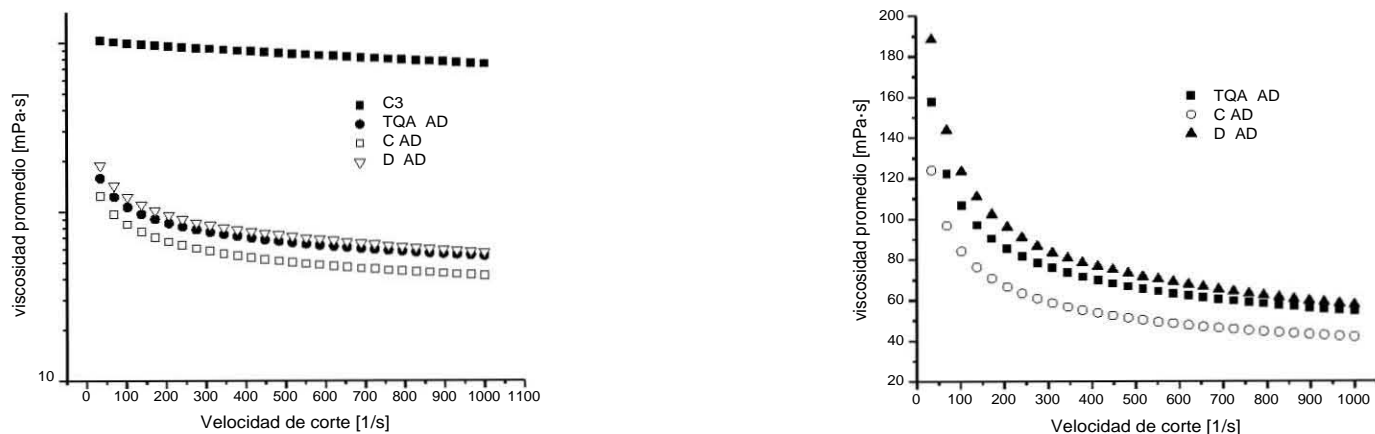 viscosidad promedio [mPa·s]
C3
TQA AD
C AD
D AD
10
0 100 200 300 400 500 600 700 800 900 1000 1100
Velocidad de corte [1/s]
viscosidad promedio [mPa·s]
200
180
160
140
120
100
80
60
40
20
TQA AD
C AD
D AD
0 100 200 300 400 500 600 700 800 900 1000
Velocidad de corte [1/s]